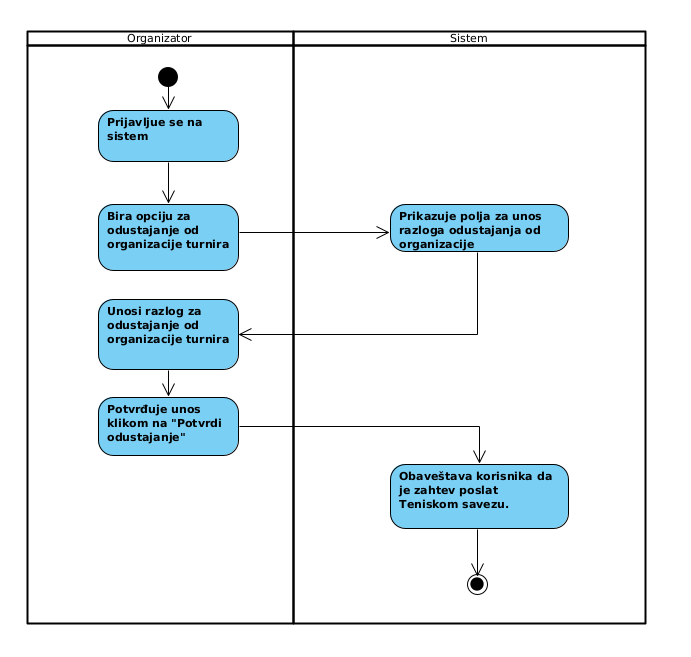 Organizator
Sistem
Prijavljue se na
sistem
Bira opciju za
odustajanje od
organizacije turnira
Prikazuje polja za unos
razloga odustajanja od
organizacije
Unosi razlog za
odustajanje od
organizacije turnira
Potvrđuje unos
klikom na "Potvrdi
odustajanje"
Obaveštava korisnika da
je zahtev poslat
Teniskom savezu.